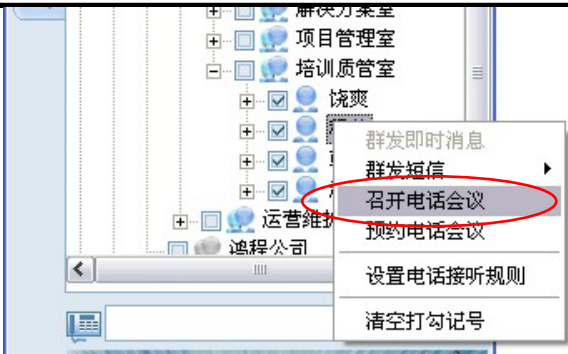 解决方案室
项目管理室
培训质管室
饶爽
群发即时消息
群发短信
召开电话会议
运营维护
预约电话会议
鸿程公司
设置电话接听规则
清空打勾记号